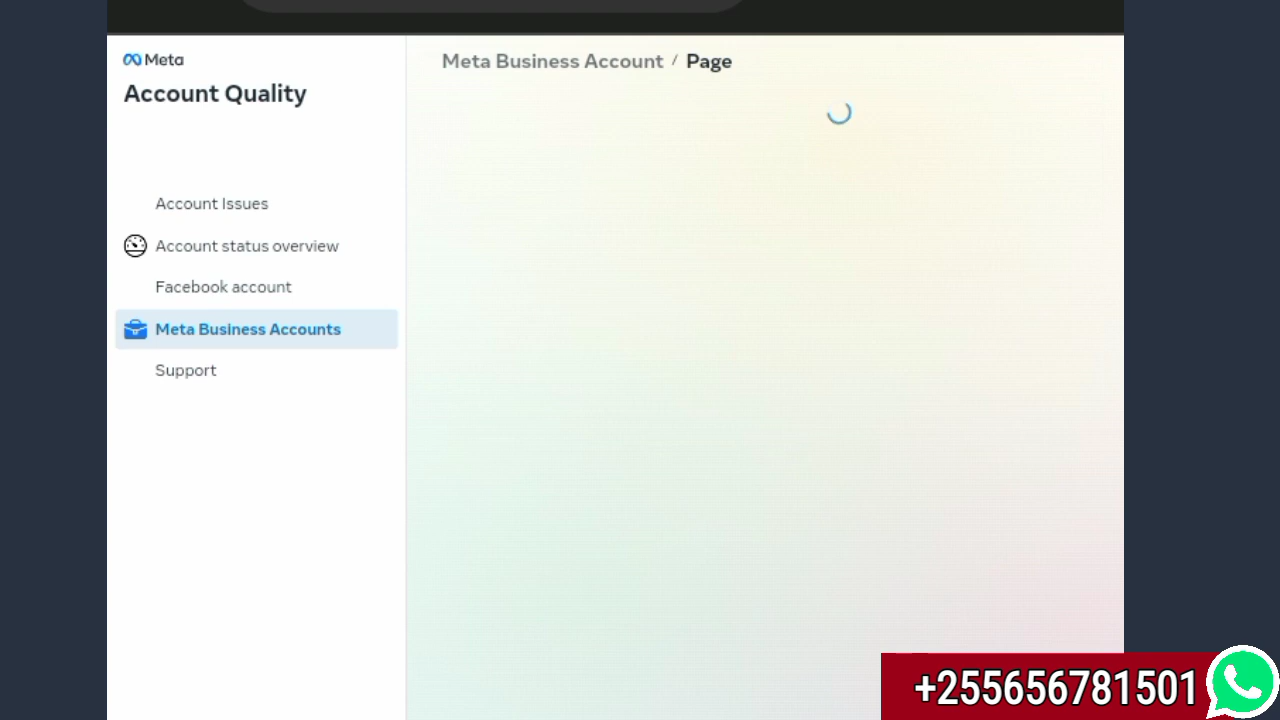 Meta
Account Quality
Account Issues
Account status overview
Facebook account
Meta Business Accounts
Support
Meta Business Account / Page
+255656781501